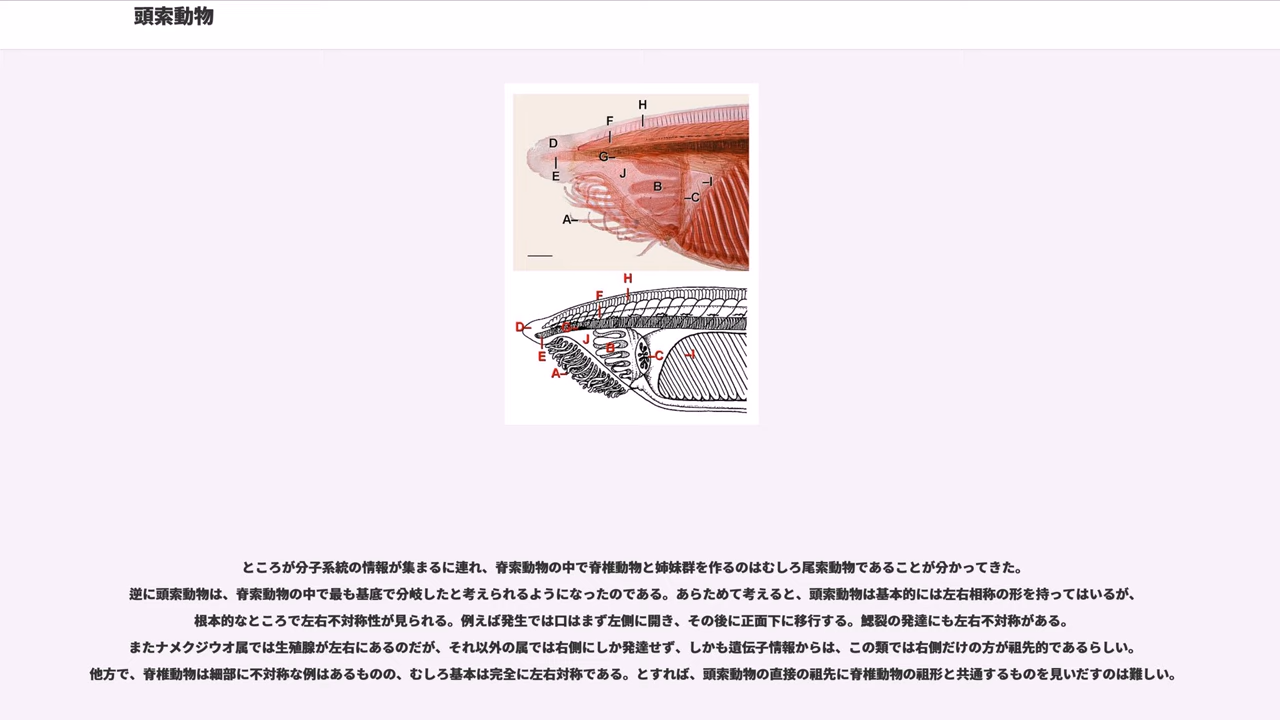 頭索動物
H
F
D
G
E
J
I
B
C
A
H
F
D
G
J
B
E
C
I
A
ところが分子系統の情報が集まるに連れ、脊索動物の中で脊椎動物と姉妹群を作るのはむしろ尾索動物であることが分かってきた。
逆に頭索動物は、脊索動物の中で最も基底で分岐したと考えられるようになったのである。あらためて考えると、頭索動物は基本的には左右相称の形を持ってはいるが、
根本的なところで左右不対称性が見られる。例えば発生では口はまず左側に開き、その後に正面下に移行する。鰓裂の発達にも左右不対称がある。
またナメクジウオ属では生殖腺が左右にあるのだが、それ以外の属では右側にしか発達せず、しかも遺伝子情報からは、この類では右側だけの方が祖先的であるらしい。
他方で、脊椎動物は細部に不対称な例はあるものの、むしろ基本は完全に左右対称である。とすれば、頭索動物の直接の祖先に脊椎動物の祖形と共通するものを見いだすのは難しい。